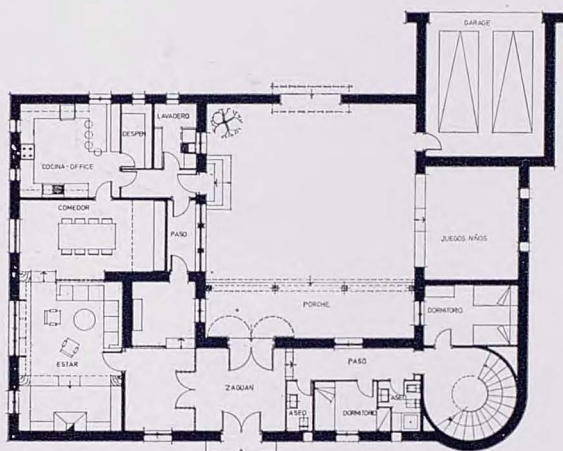 GARAGE
LAVADERO
DESPEN
COCINA-OFFICE
COMEDOR
PASO
JUEGOS NIÑOS
PORCHE
DORMITORIO
ESTAR
PASO
ZAGUAN
ASEO
DORMITORIO
ASEO